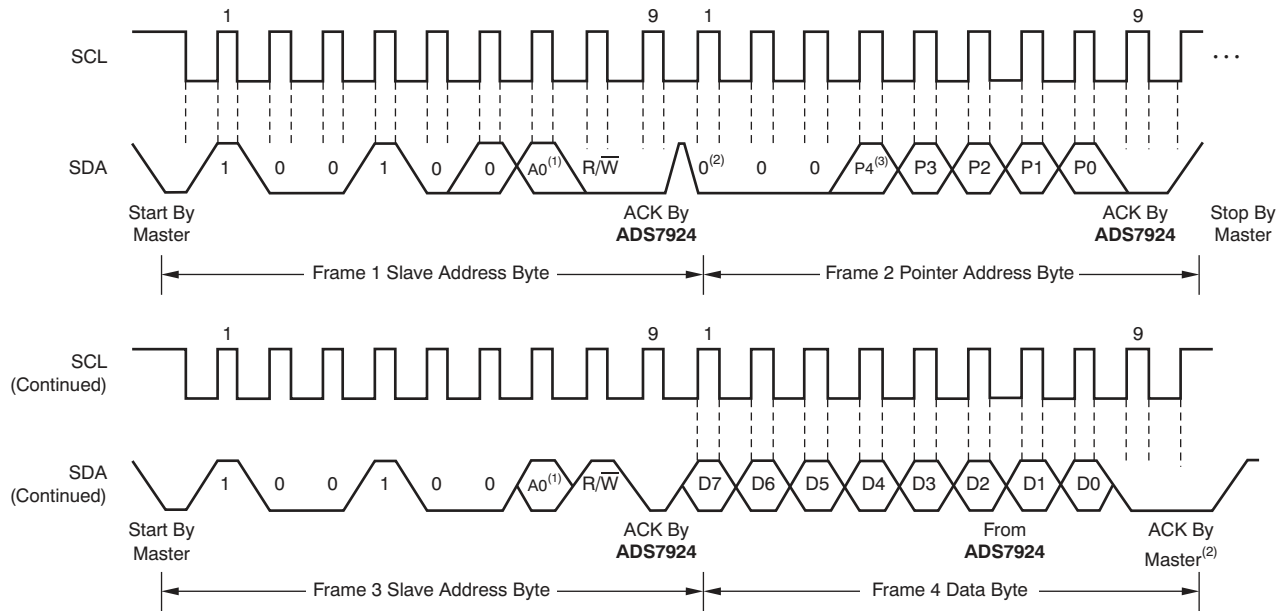 1 9 1 9
SCL ...
SDA 1 0 0 1 0 0 A0(1) R/W̅ 0(2) 0 0 P4(3) P3 P2 P1 P0
Start By Master
ACK By ADS7924
ACK By ADS7924
Stop By Master
Frame 1 Slave Address Byte
Frame 2 Pointer Address Byte
1 9 1 9
SCL (Continued)
SDA (Continued) 1 0 0 1 0 0 A0(1) R/W̅ D7 D6 D5 D4 D3 D2 D1 D0
Start By Master
ACK By ADS7924
From ADS7924
ACK By Master(2)
Frame 3 Slave Address Byte
Frame 4 Data Byte